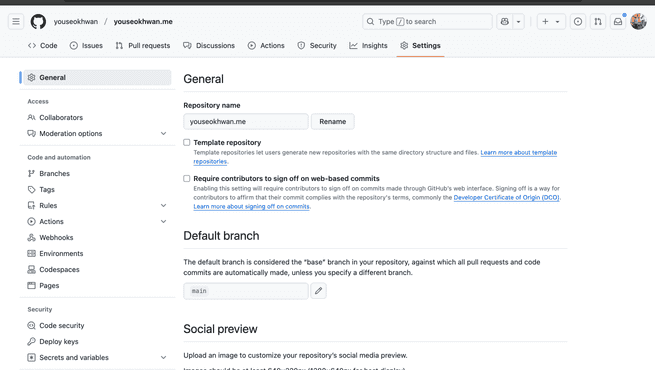 youseokhwan / youseokhwan.me
Type / to search
Code Issues Pull requests Discussions Actions Security Insights Settings
General
Access
Collaborators
Moderation options
Code and automation
Branches
Tags
Rules
Actions
Webhooks
Environments
Codespaces
Pages
Security
Code security
Deploy keys
Secrets and variables
General
Repository name
youseokhwan.me Rename
Template repository
Template repositories let users generate new repositories with the same directory structure and files. Learn more about template
repositories.
Require contributors to sign off on web-based commits
Enabling this setting will require contributors to sign off on commits made through GitHub's web interface. Signing off is a way for
contributors to affirm that their commit complies with the repository's terms, commonly the Developer Certificate of Origin (DCO).
Learn more about signing off on commits.
Default branch
The default branch is considered the "base" branch in your repository, against which all pull requests and code
commits are automatically made, unless you specify a different branch.
main
Social preview
Upload an image to customize your repository's social media preview.